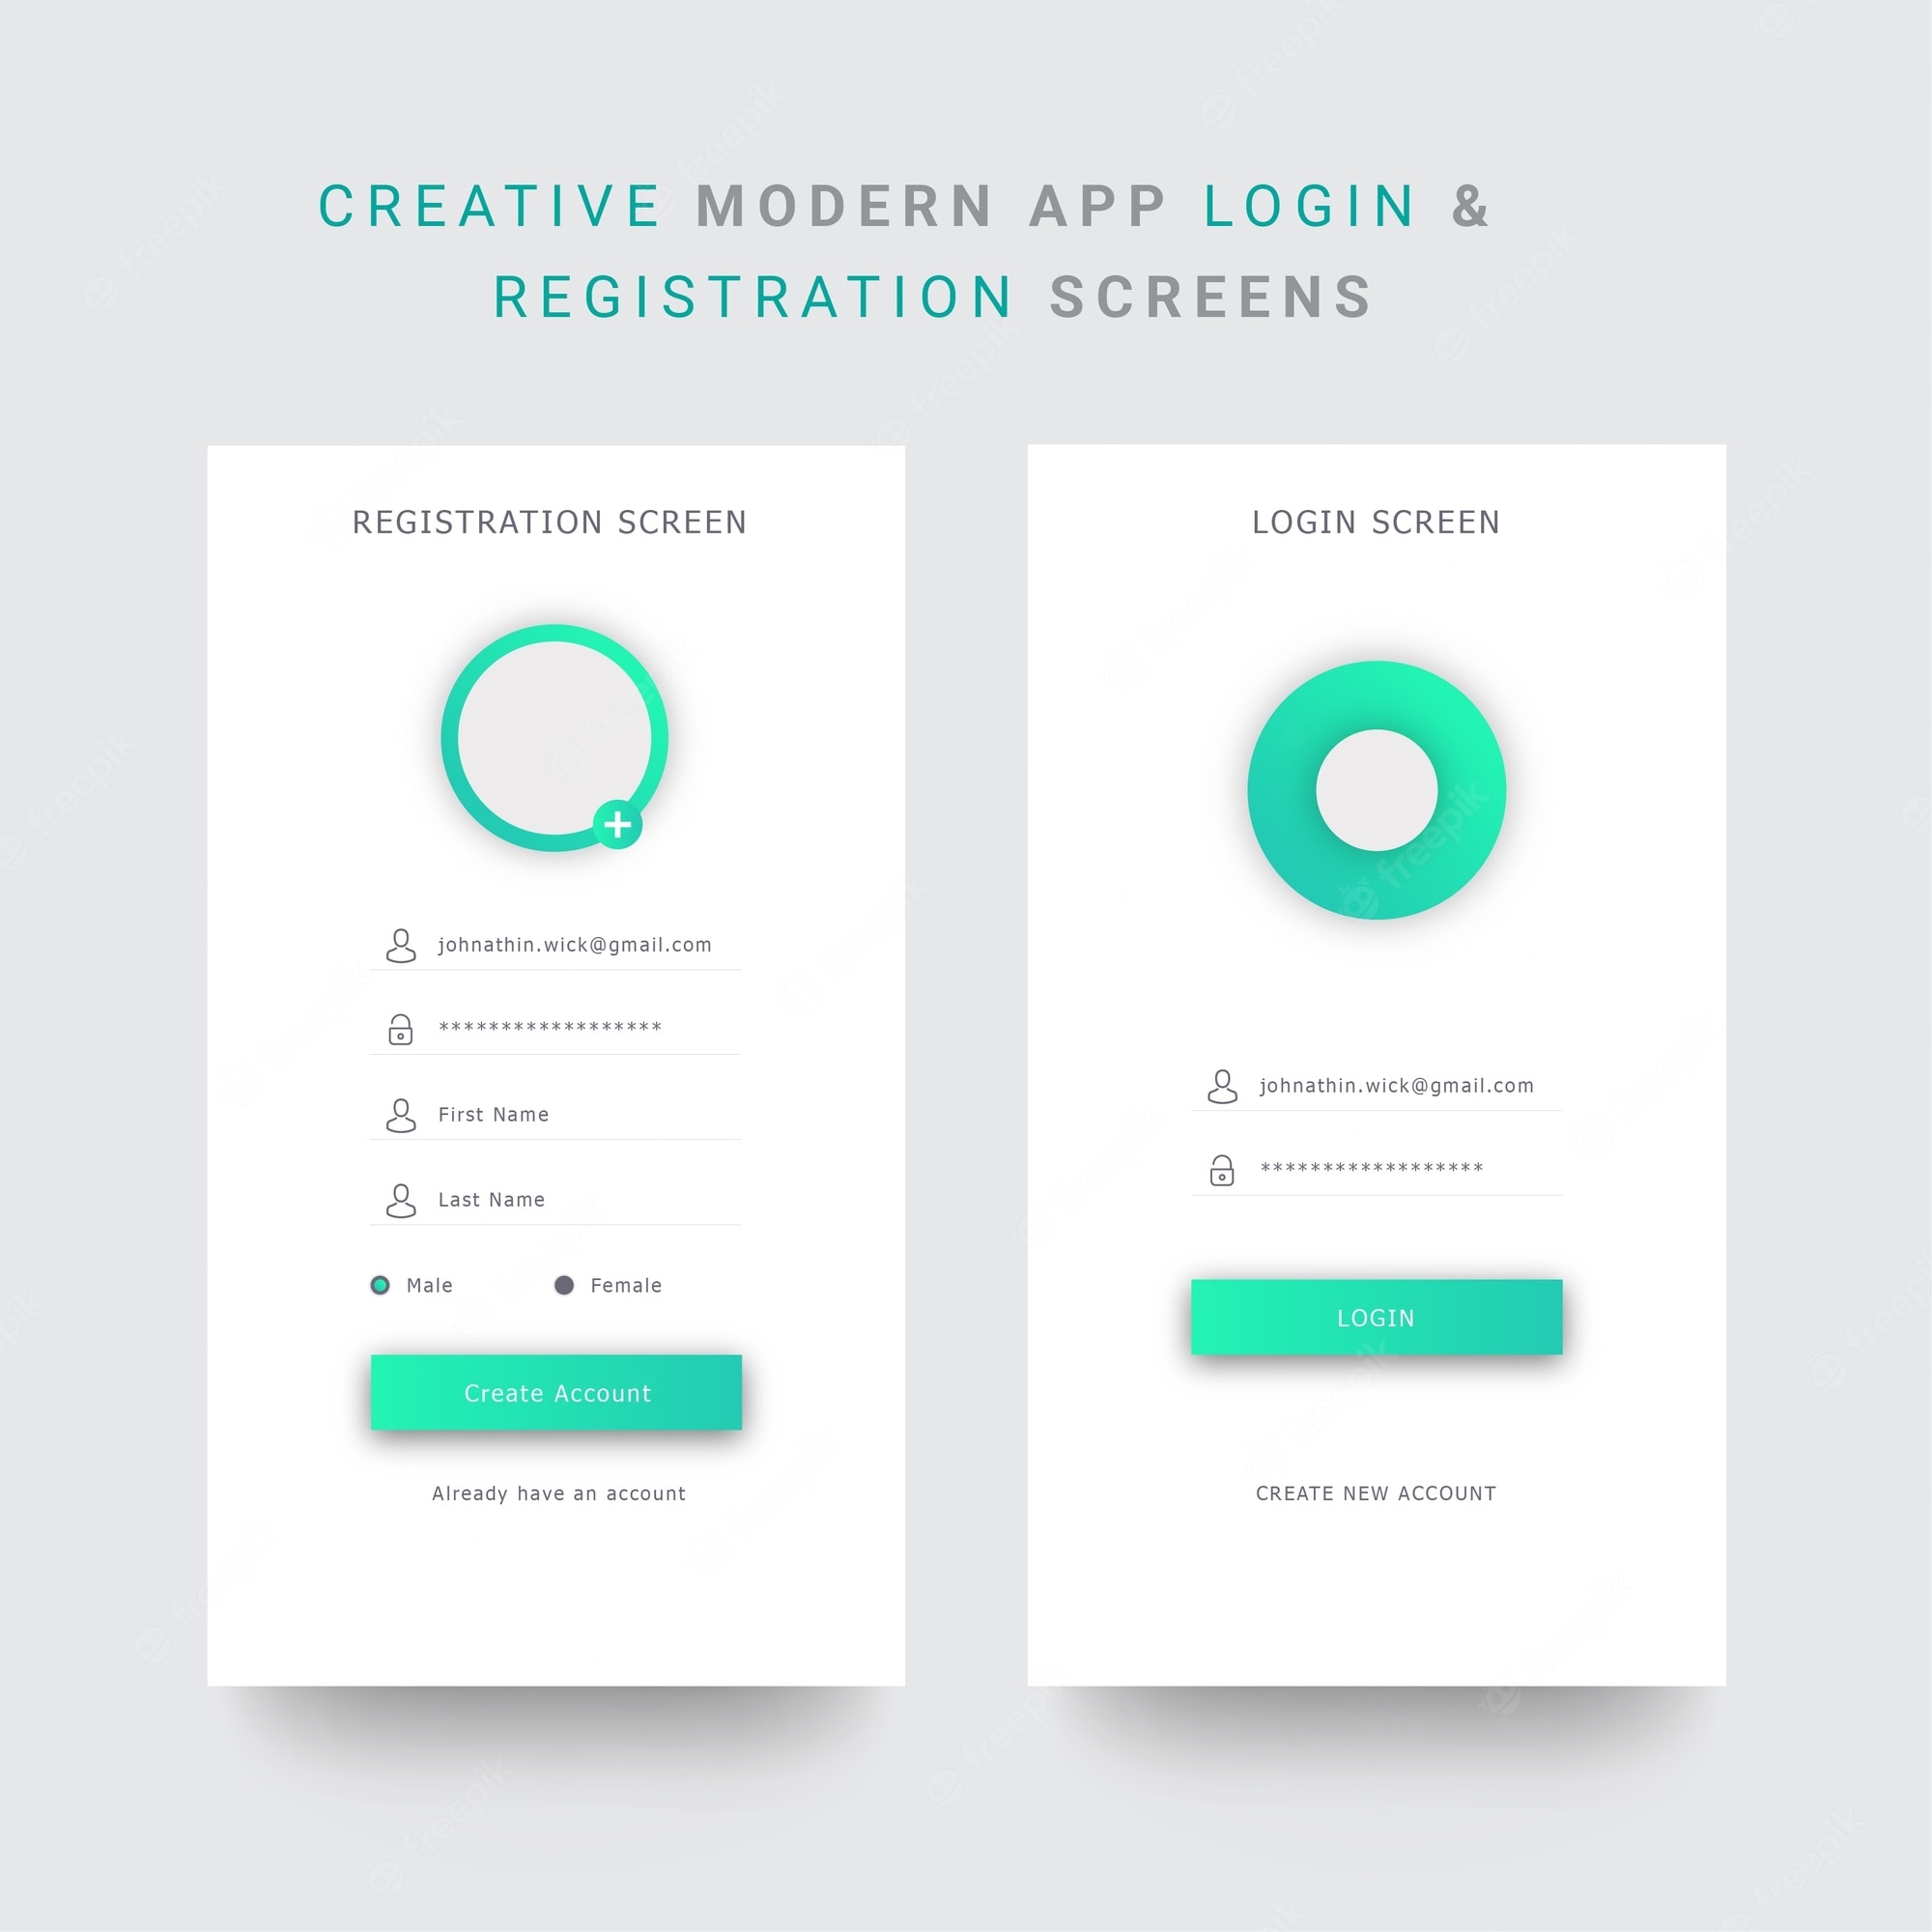 CREATIVE MODERN APP LOGIN &
REGISTRATION SCREENS
REGISTRATION SCREEN
johnathin.wick@gmail.com
******************
First Name
Last Name
Male Female
Create Account
Already have an account
LOGIN SCREEN
freepik
johnathin.wick@gmail.com
******************
LOGIN
CREATE NEW ACCOUNT